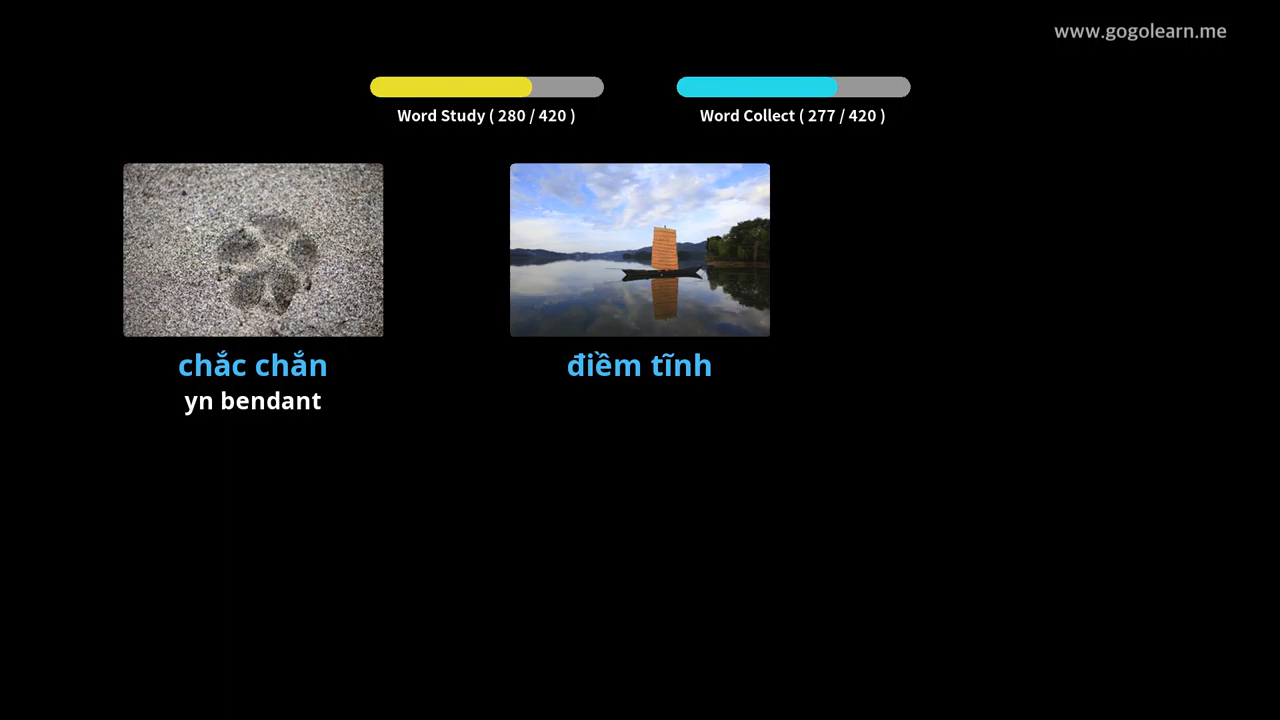 www.gogolearn.me
Word Study ( 280 / 420 )
Word Collect ( 277 / 420 )
chắc chắn
yn bendant
điềm tĩnh